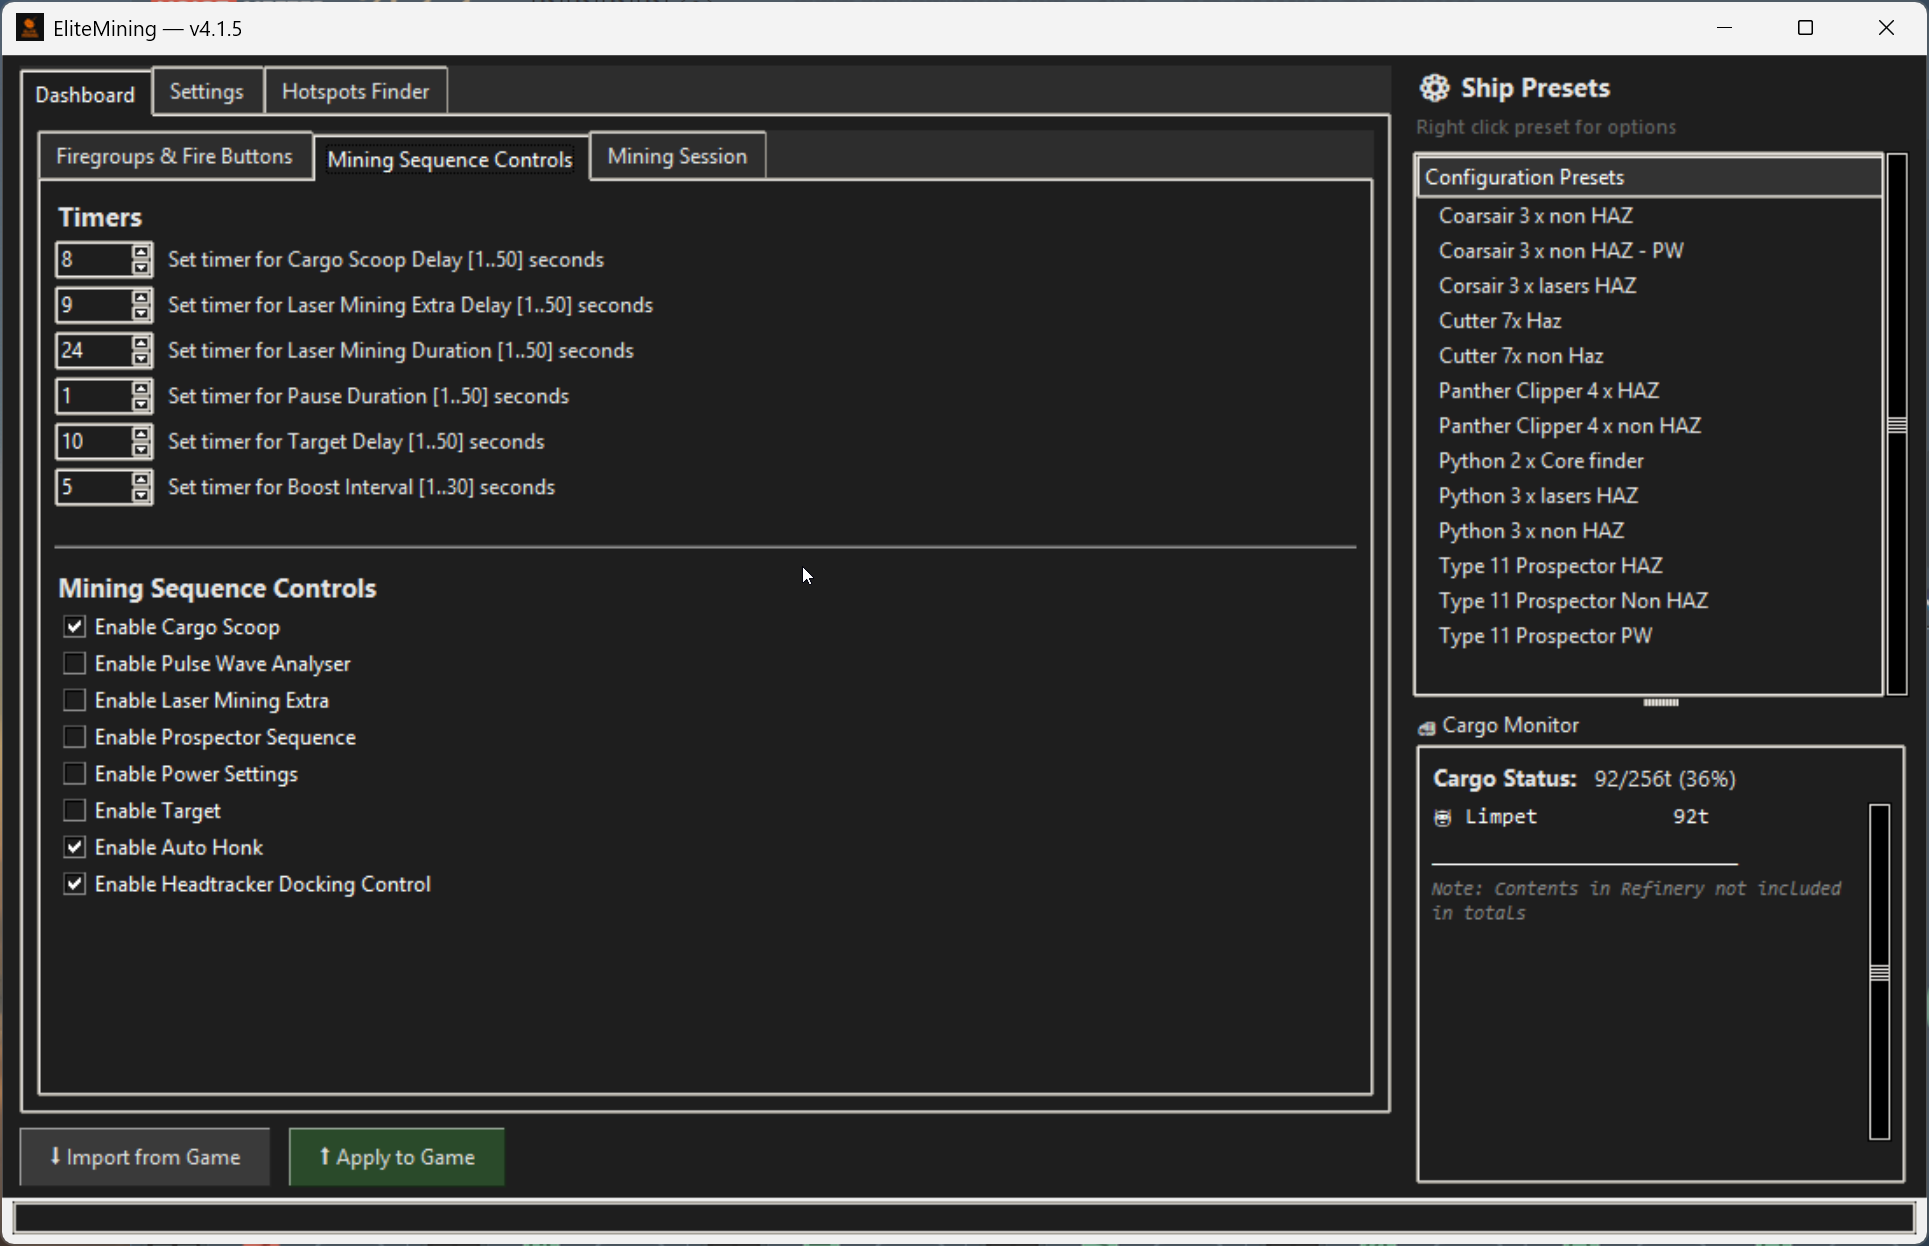 EliteMining — v4.1.5
Dashboard
Settings
Hotspots Finder
Firegroups & Fire Buttons
Mining Sequence Controls
Mining Session
Timers
8 Set timer for Cargo Scoop Delay [1..50] seconds
9 Set timer for Laser Mining Extra Delay [1..50] seconds
24 Set timer for Laser Mining Duration [1..50] seconds
1 Set timer for Pause Duration [1..50] seconds
10 Set timer for Target Delay [1..50] seconds
5 Set timer for Boost Interval [1..30] seconds
Mining Sequence Controls
Enable Cargo Scoop
Enable Pulse Wave Analyser
Enable Laser Mining Extra
Enable Prospector Sequence
Enable Power Settings
Enable Target
Enable Auto Honk
Enable Headtracker Docking Control
⬇ Import from Game
⬆ Apply to Game
Ship Presets
Right click preset for options
Configuration Presets
Coarsair 3 x non HAZ
Coarsair 3 x non HAZ - PW
Corsair 3 x lasers HAZ
Cutter 7x Haz
Cutter 7x non Haz
Panther Clipper 4 x HAZ
Panther Clipper 4 x non HAZ
Python 2 x Core finder
Python 3 x lasers HAZ
Python 3 x non HAZ
Type 11 Prospector HAZ
Type 11 Prospector Non HAZ
Type 11 Prospector PW
Cargo Monitor
Cargo Status: 92/256t (36%)
Limpet 92t
Note: Contents in Refinery not included
in totals